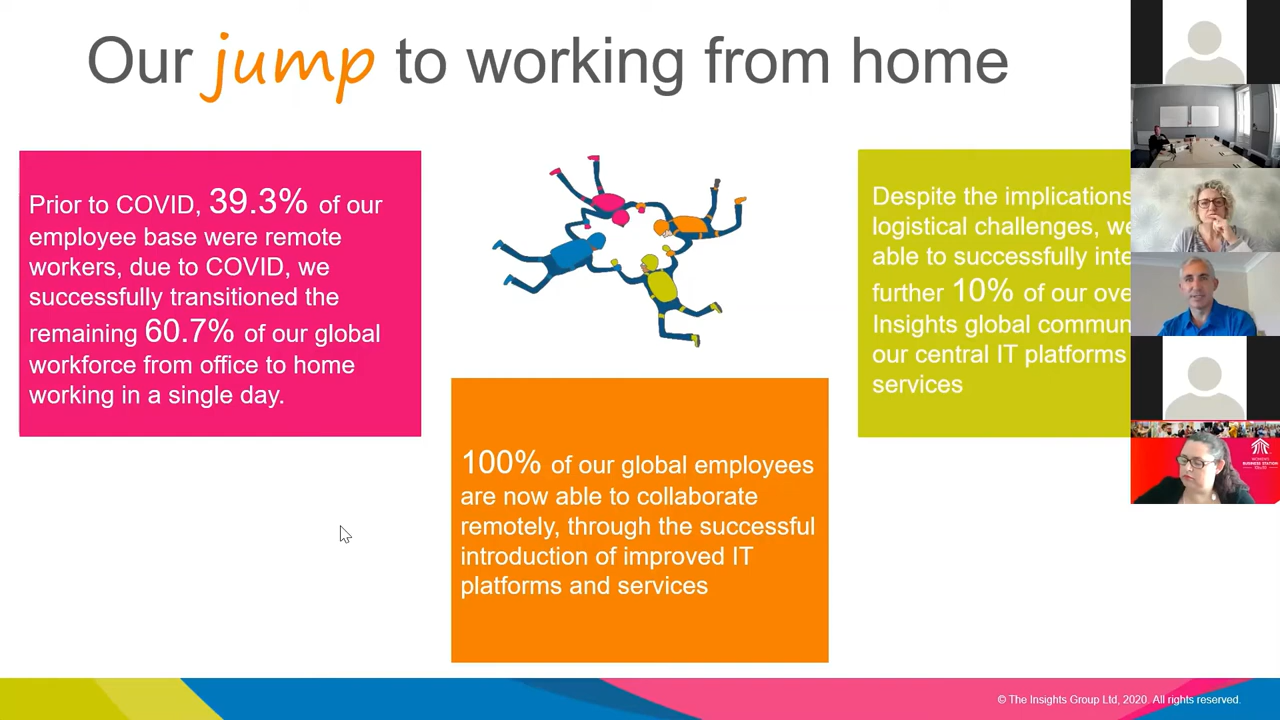 Our jump to working from home
Prior to COVID, 39.3% of our
employee base were remote
workers, due to COVID, we
successfully transitioned the
remaining 60.7% of our global
workforce from office to home
working in a single day.
100% of our global employees
are now able to collaborate
remotely, through the successful
introduction of improved IT
platforms and services
Despite the implications
logistical challenges, we
able to successfully inte
further 10% of our ove
Insights global commun
our central IT platforms
services
BUSINESS STATION
© The Insights Group Ltd, 2020. All rights reserved.